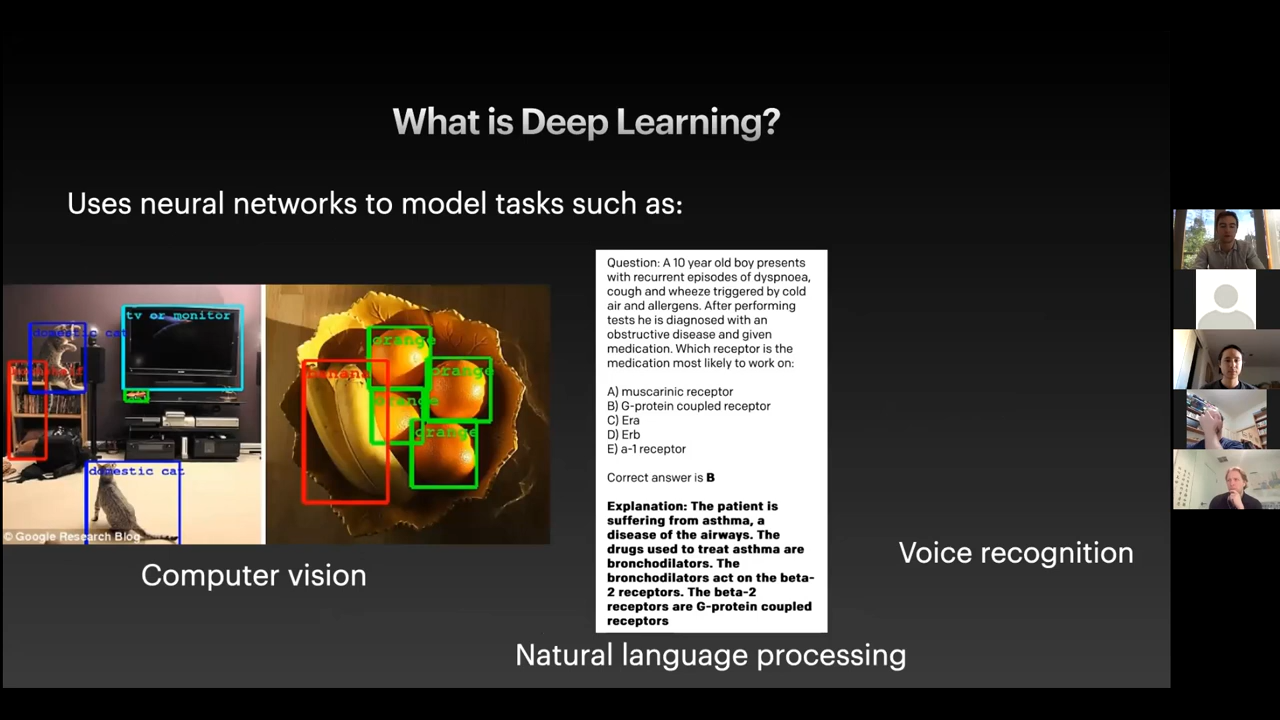 What is Deep Learning?
Uses neural networks to model tasks such as:
tv or monitor
domestic cat
domestic cat
© Google Research Blog
banana
orange
orange
orange
orange
Computer vision
Question: A 10 year old boy presents
with recurrent episodes of dyspnoea,
cough and wheeze triggered by cold
air and allergens. After performing
tests he is diagnosed with an
obstructive disease and given
medication. Which receptor is the
medication most likely to work on:
A) muscarinic receptor
B) G-protein coupled receptor
C) Era
D) Erb
E) a-1 receptor
Correct answer is B
Explanation: The patient is
suffering from asthma, a
disease of the airways. The
drugs used to treat asthma are
bronchodilators. The
bronchodilators act on the beta-
2 receptors. The beta-2
receptors are G-protein coupled
receptors
Natural language processing
Voice recognition